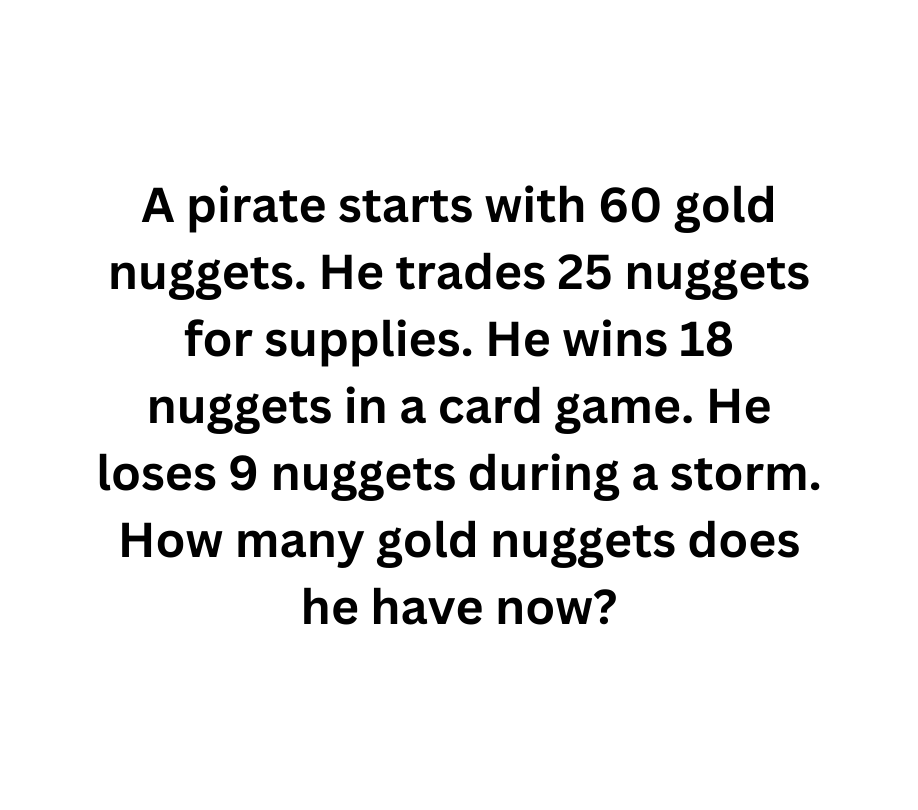 A pirate starts with 60 gold
nuggets. He trades 25 nuggets
for supplies. He wins 18
nuggets in a card game. He
loses 9 nuggets during a storm.
How many gold nuggets does
he have now?